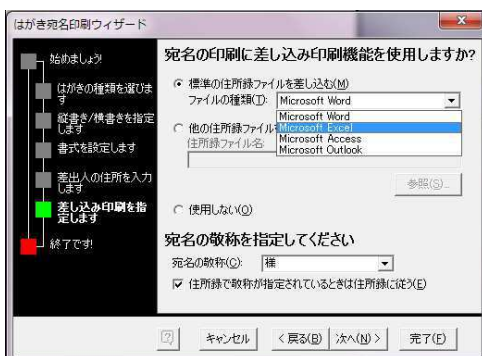 はがき宛名印刷ウィザード
始めましょう!
はがきの種類を選びま
す
縦書き/横書きを指定
します
書式を設定します
差出人の住所を入力
します
差し込み印刷を指
定します
終了です!
宛名の印刷に差し込み印刷機能を使用しますか?
標準の住所録ファイルを差し込む(M)
ファイルの種類(T): Microsoft Word
Microsoft Word
Microsoft Excel
Microsoft Access
Microsoft Outlook
他の住所録ファイル
住所録ファイル名
参照(S)...
使用しない(O)
宛名の敬称を指定してください
宛名の敬称(C): 様
住所録で敬称が指定されているときは住所録に従う(E)
キャンセル <戻る(B) 次へ(N)> 完了(F)